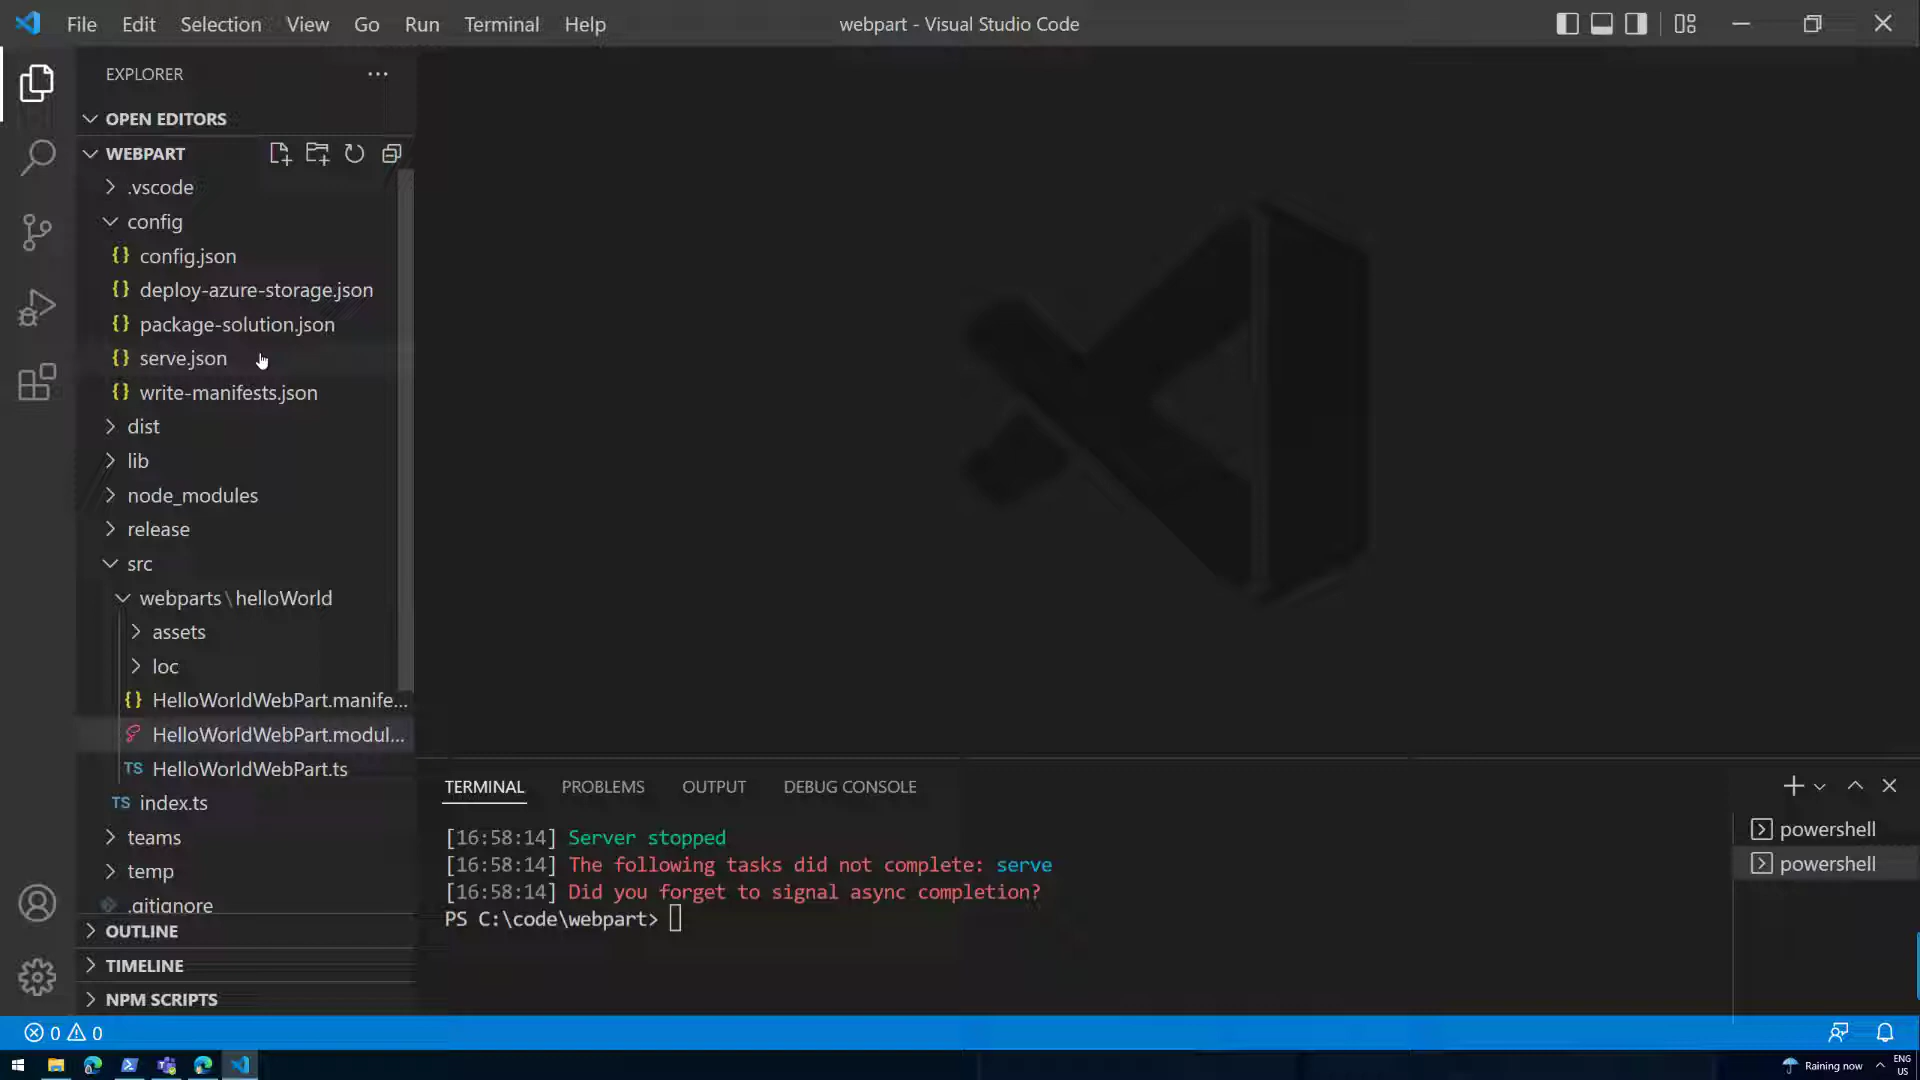 File Edit Selection View Go Run Terminal Help
webpart - Visual Studio Code
EXPLORER
OPEN EDITORS
WEBPART
.vscode
config
config.json
deploy-azure-storage.json
package-solution.json
serve.json
write-manifests.json
dist
lib
node_modules
release
src
webparts\helloWorld
assets
loc
HelloWorldWebPart.manife...
HelloWorldWebPart.modul...
TS HelloWorldWebPart.ts
TS index.ts
teams
temp
.gitignore
OUTLINE
TIMELINE
NPM SCRIPTS
TERMINAL PROBLEMS OUTPUT DEBUG CONSOLE
[16:58:14] Server stopped
[16:58:14] The following tasks did not complete: serve
[16:58:14] Did you forget to signal async completion?
PS C:\code\webpart>
powershell
powershell
0 0
Raining now
ENG
US